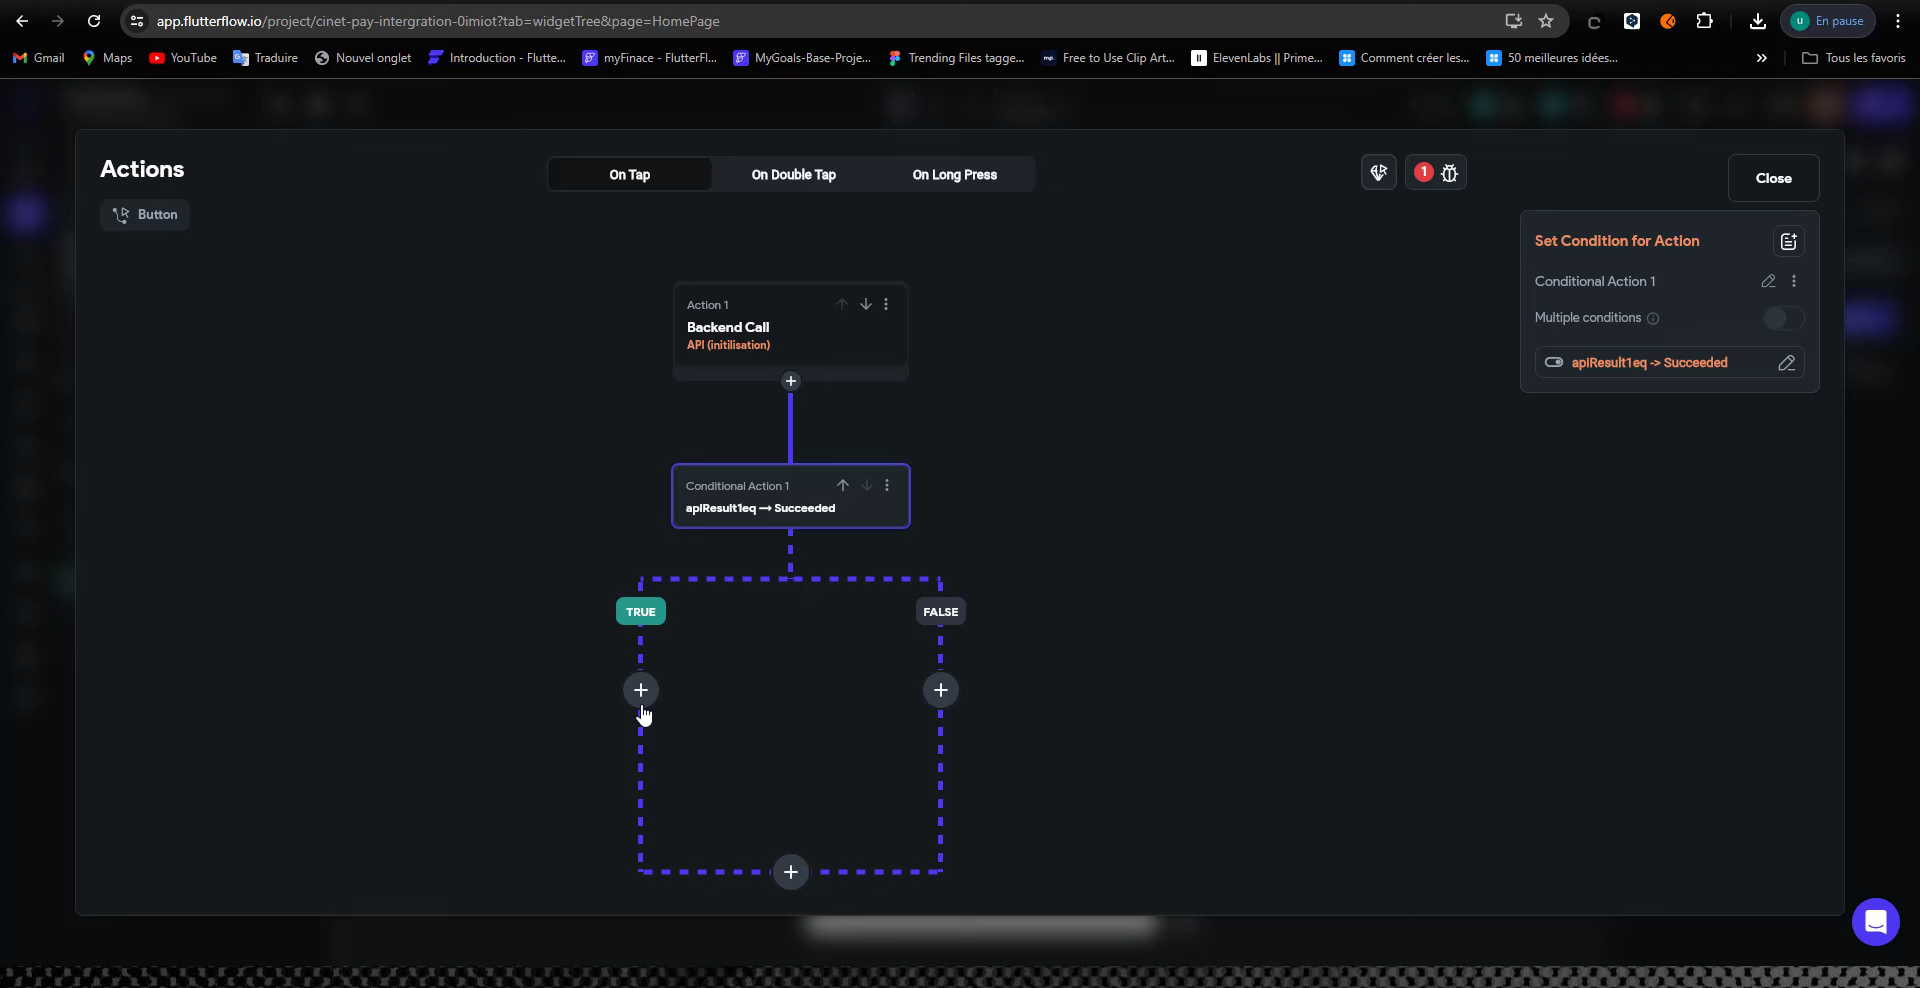 app.flutterflow.io/project/cinet-pay-intergration-0imiot?tab=widgetTree&page=HomePage
u En pause
Gmail Maps YouTube Traduire Nouvel onglet Introduction - Flutte... myFinace - FlutterFl... MyGoals-Base-Proje... Trending Files tagge... Free to Use Clip Art... ElevenLabs || Prime... Comment créer les... 50 meilleures idées... Tous les favoris
Actions
On Tap On Double Tap On Long Press
1
Close
Button
Set Condition for Action
Conditional Action 1
Multiple conditions
apiResult1eq -> Succeeded
Action 1
Backend Call
API (initilisation)
Conditional Action 1
apiResult1eq → Succeeded
TRUE FALSE